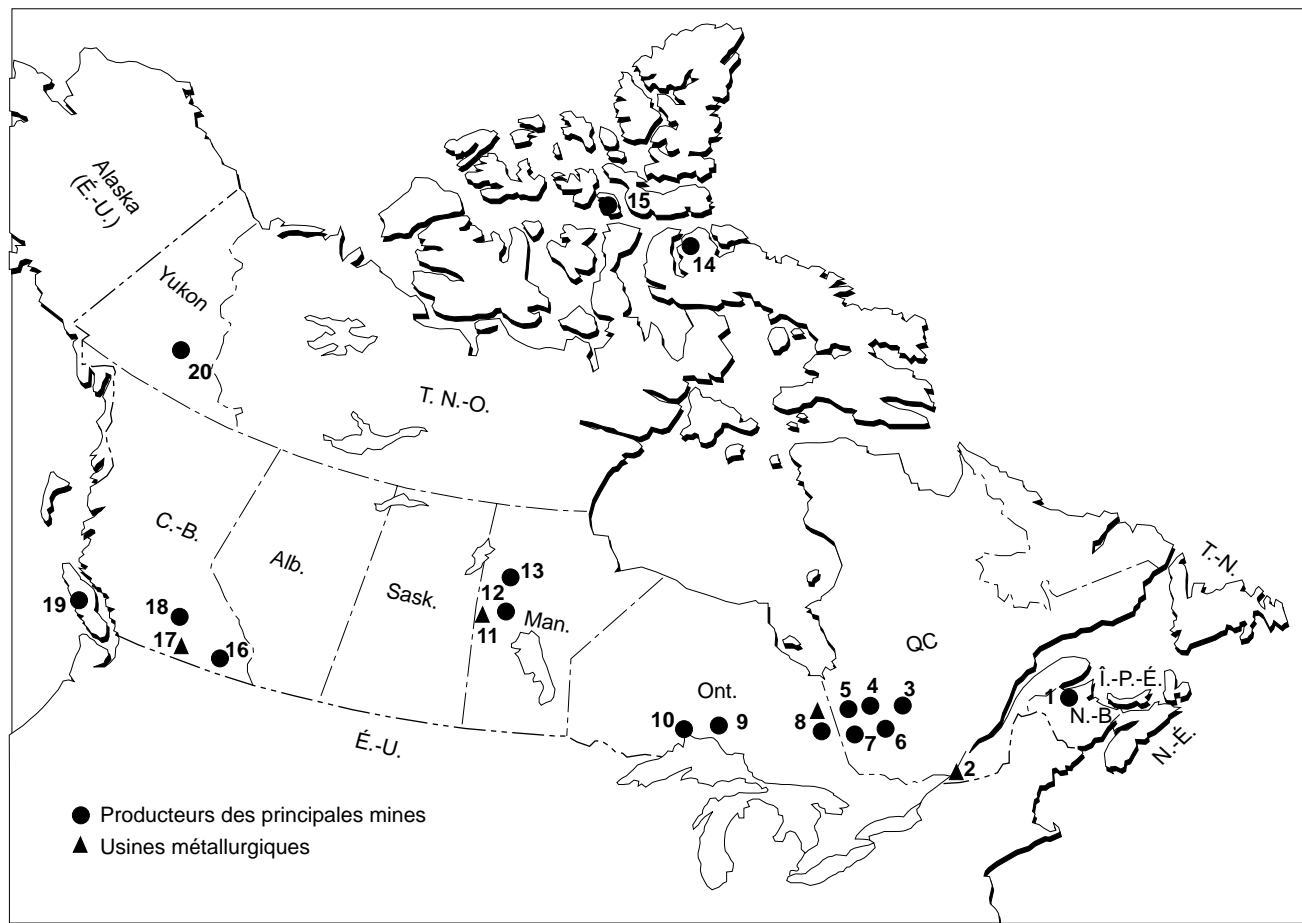 15
14
Alaska
(É.-U.)
Yukon
20
T. N.-O.
C.-B.
Alb.
Sask.
Man.
13
12
11
19
18
17
16
É.-U.
Ont.
10
9
8
5
4
3
7
6
QC
2
1
T.-N.
Î.-P.-É.
N.-B.
N.-É.
Producteurs des principales mines
Usines métallurgiques